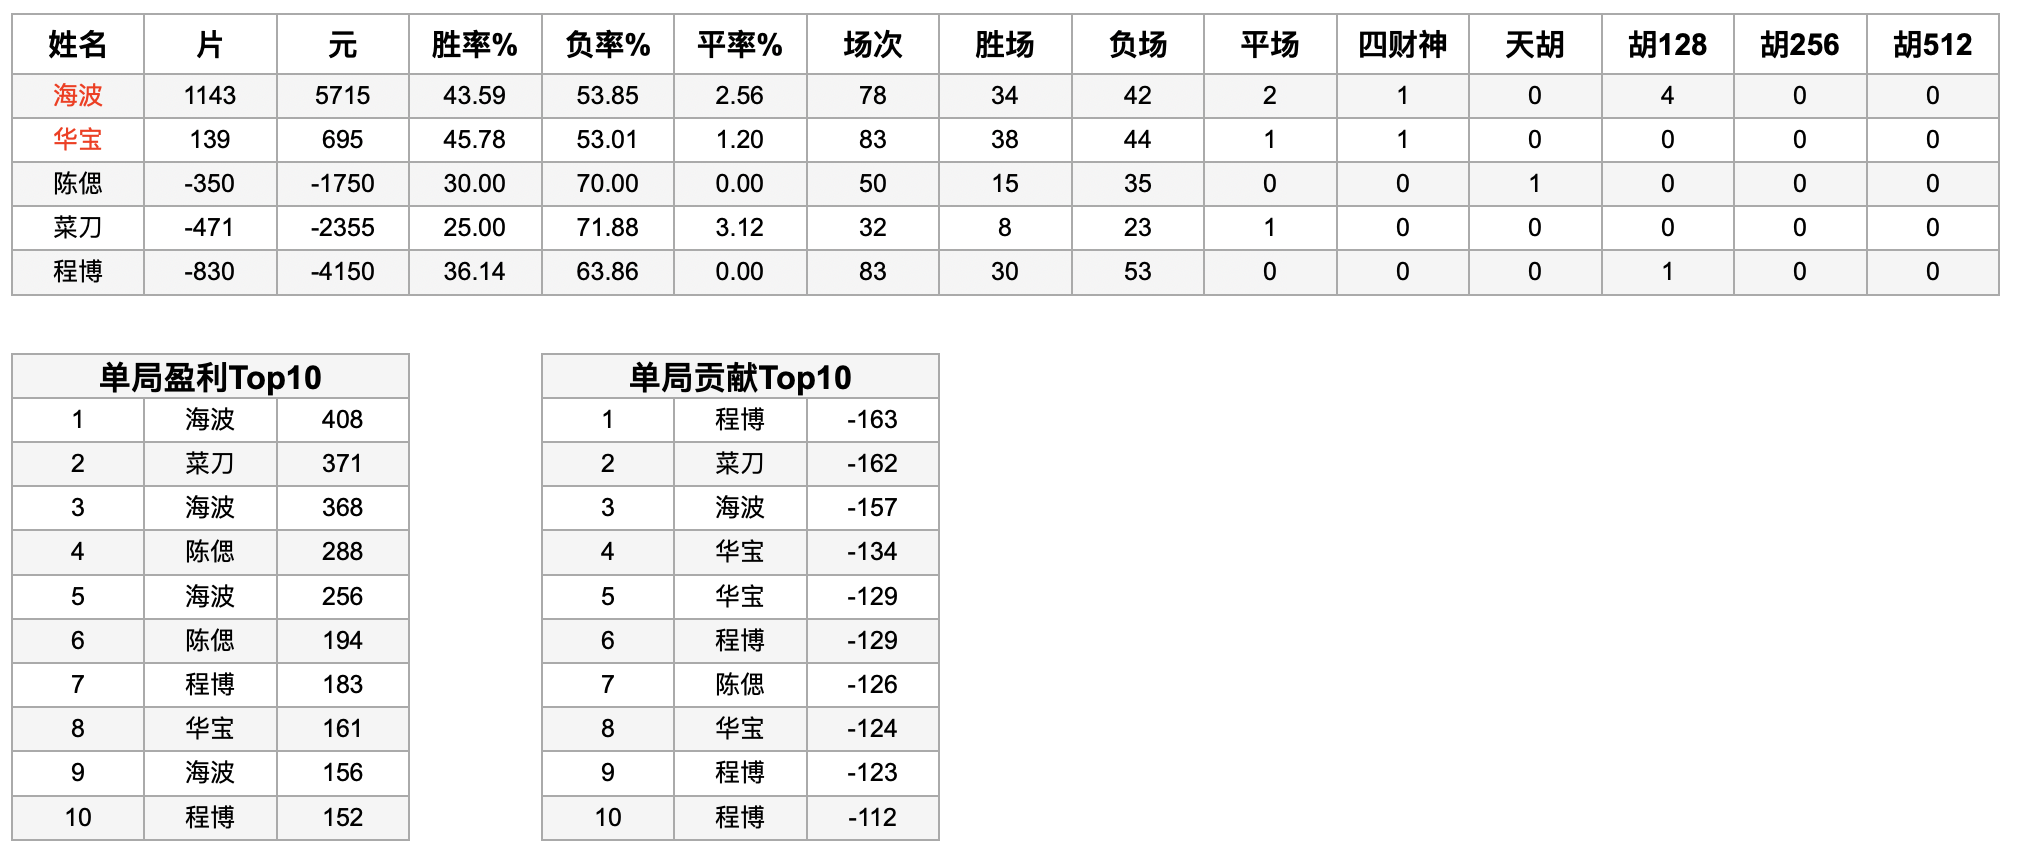 姓名 片 元 胜率% 负率% 平率% 场次 胜场 负场 平场 四财神 天胡 胡128 胡256 胡512
海波 1143 5715 43.59 53.85 2.56 78 34 42 2 1 0 4 0 0
华宝 139 695 45.78 53.01 1.20 83 38 44 1 1 0 0 0 0
陈偲 -350 -1750 30.00 70.00 0.00 50 15 35 0 0 1 0 0 0
菜刀 -471 -2355 25.00 71.88 3.12 32 8 23 1 0 0 0 0 0
程博 -830 -4150 36.14 63.86 0.00 83 30 53 0 0 0 1 0 0
单局盈利Top10
1 海波 408
2 菜刀 371
3 海波 368
4 陈偲 288
5 海波 256
6 陈偲 194
7 程博 183
8 华宝 161
9 海波 156
10 程博 152
单局贡献Top10
1 程博 -163
2 菜刀 -162
3 海波 -157
4 华宝 -134
5 华宝 -129
6 程博 -129
7 陈偲 -126
8 华宝 -124
9 程博 -123
10 程博 -112